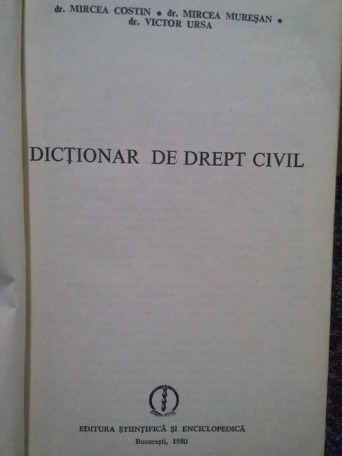 dr. MIRCEA COSTIN • dr. MIRCEA MUREȘAN •
dr. VICTOR URSA
DICȚIONAR DE DREPT CIVIL
EDITURA ȘTIINȚIFICĂ ȘI ENCICLOPEDICĂ
București, 1980